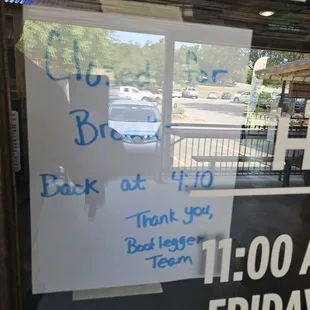 Closed for
Break
Back at 4:10
Thank you,
Bootlegger
Team
11:00 A
FRIDAY